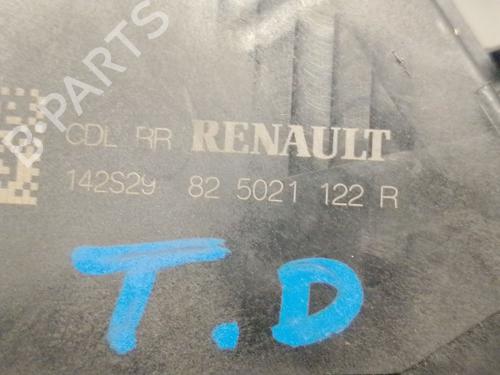 B-PARTS
CDL RR RENAULT
142S29 82 5021 122 R
T.D